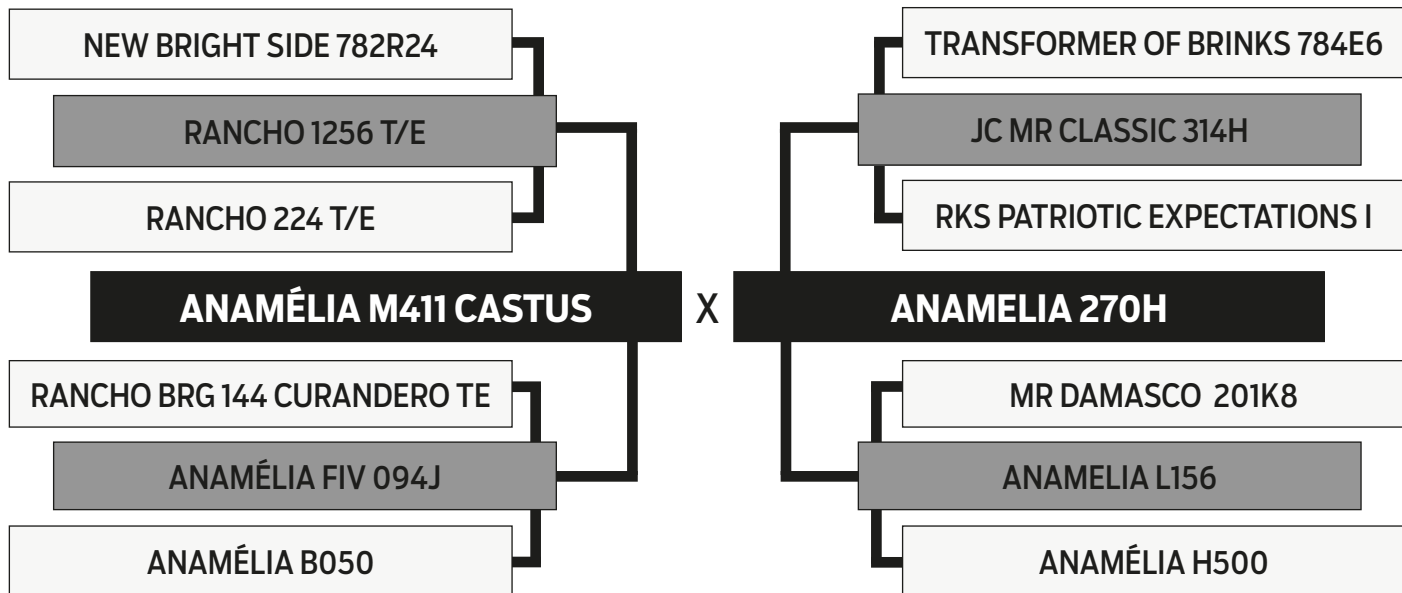 NEW BRIGHT SIDE 782R24
TRANSFORMER OF BRINKS 784E6
RANCHO 1256 T/E
JC MR CLASSIC 314H
RANCHO 224 T/E
RKS PATRIOTIC EXPECTATIONS I
ANAMÉLIA M411 CASTUS X ANAMELIA 270H
RANCHO BRG 144 CURANDERO TE
MR DAMASCO 201K8
ANAMÉLIA FIV 094J
ANAMELIA L156
ANAMÉLIA B050
ANAMÉLIA H500